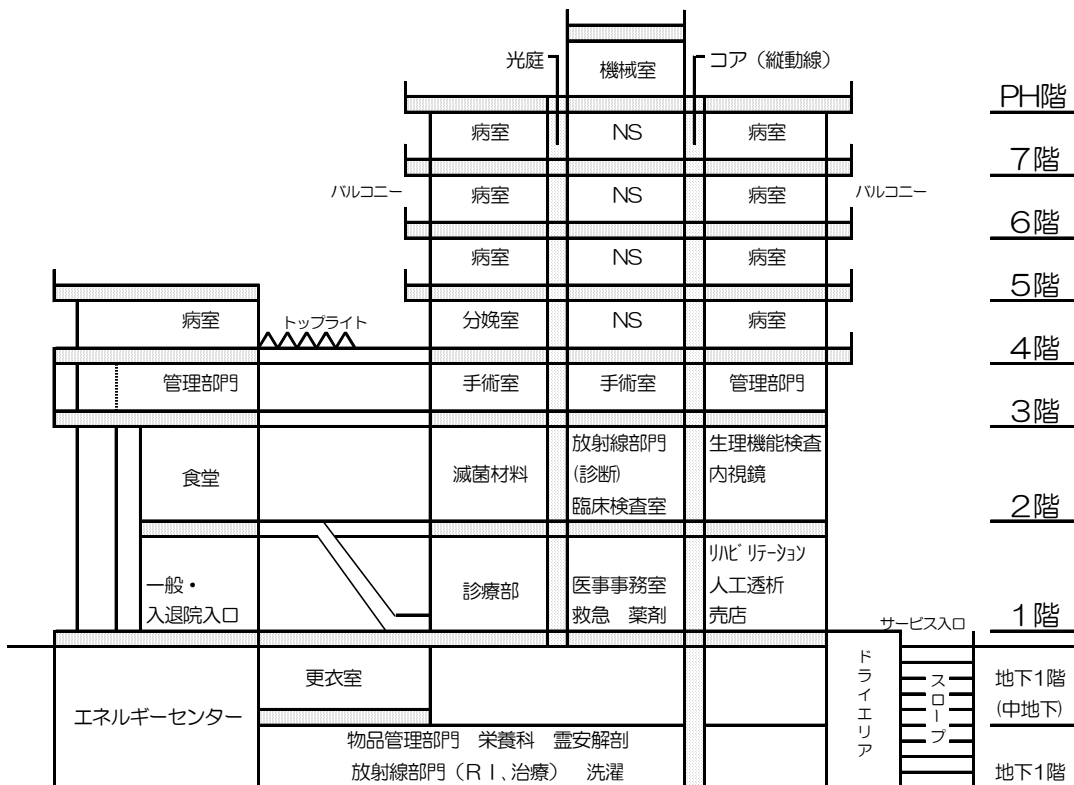 光庭
コア（縦動線）
機械室
PH階
病室
NS
病室
7階
バルコニー
病室
NS
病室
バルコニー
6階
病室
NS
病室
5階
病室
トップライト
分娩室
NS
病室
4階
管理部門
手術室
手術室
管理部門
3階
食堂
滅菌材料
放射線部門
(診断)
臨床検査室
生理機能検査
内視鏡
2階
一般・
入退院入口
診療部
医事事務室
救急　薬剤
ﾘﾊﾋﾞﾘﾃｰｼｮﾝ
人工透析
売店
1階
サービス入口
エネルギーセンター
更衣室
ドライエリア
スロープ
地下1階
(中地下)
物品管理部門　栄養科　霊安解剖
放射線部門（ＲＩ､治療）　洗濯
地下1階